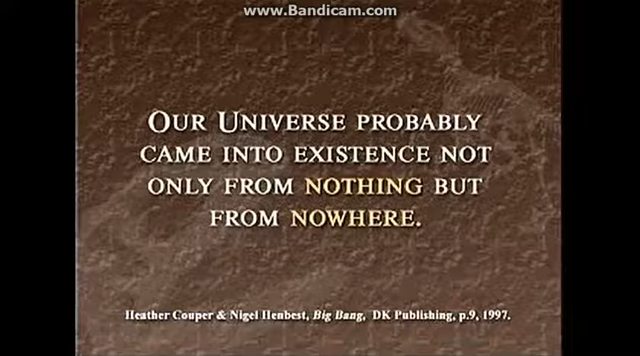 www.Bandicam.com
OUR UNIVERSE PROBABLY
CAME INTO EXISTENCE NOT
ONLY FROM NOTHING BUT
FROM NOWHERE.
Heather Couper & Nigel Henbest, Big Bang, DK Publishing, p.9, 1997.